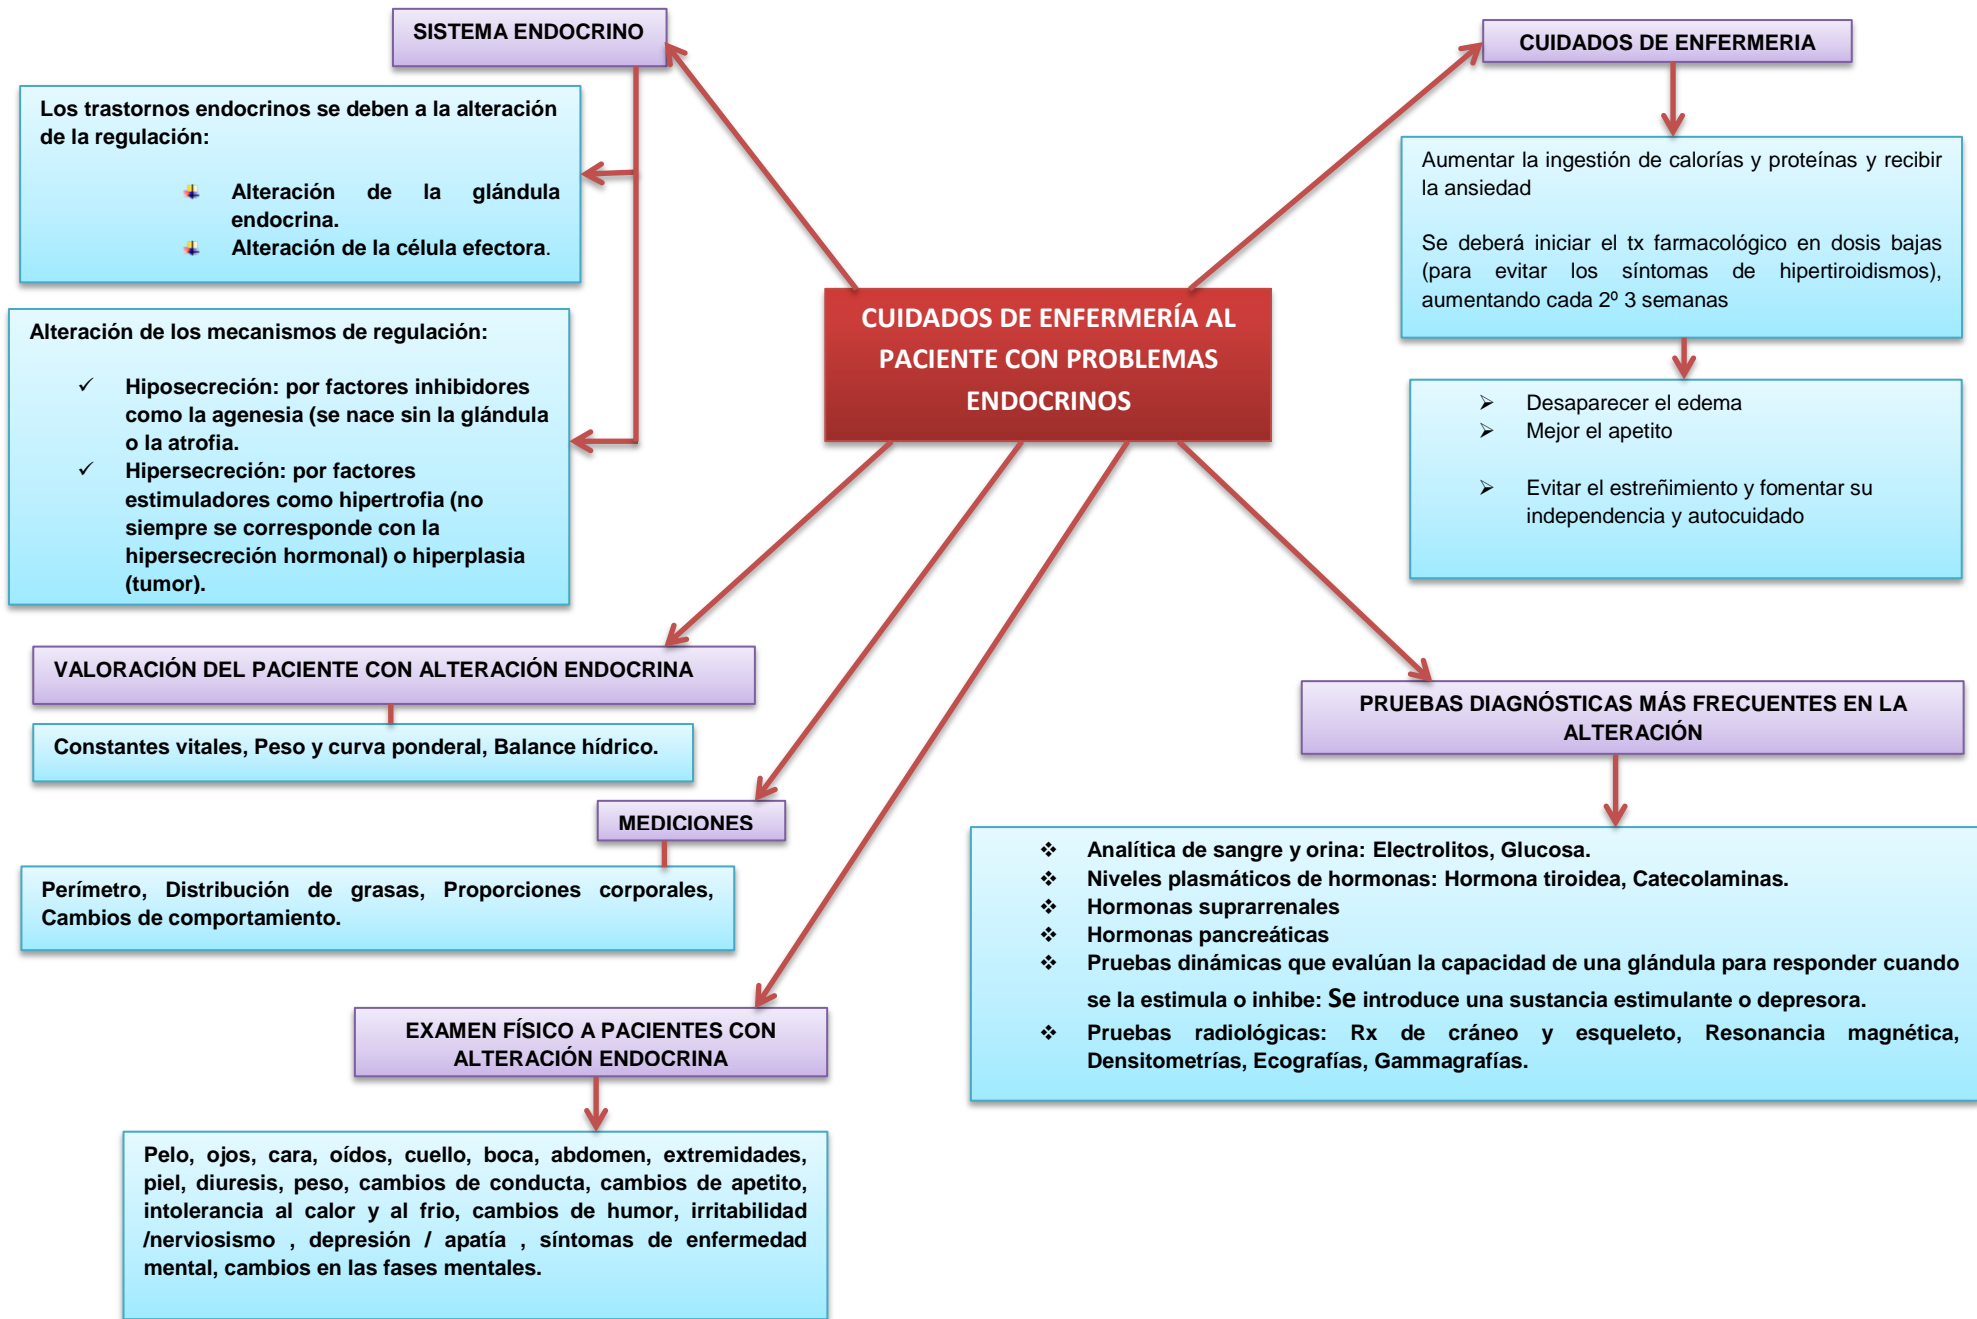 SISTEMA ENDOCRINO
Los trastornos endocrinos se deben a la alteración
de la regulación:
Alteración de la glándula
endocrina.
Alteración de la célula efectora.
Alteración de los mecanismos de regulación:
✓ Hiposecreción: por factores inhibidores
como la agenesia (se nace sin la glándula
o la atrofia.
✓ Hipersecreción: por factores
estimuladores como hipertrofia (no
siempre se corresponde con la
hipersecreción hormonal) o hiperplasia
(tumor).
CUIDADOS DE ENFERMERÍA AL
PACIENTE CON PROBLEMAS
ENDOCRINOS
CUIDADOS DE ENFERMERIA
Aumentar la ingestión de calorías y proteínas y recibir
la ansiedad
Se deberá iniciar el tx farmacológico en dosis bajas
(para evitar los síntomas de hipertiroidismos),
aumentando cada 2º 3 semanas
➢ Desaparecer el edema
➢ Mejor el apetito
➢ Evitar el estreñimiento y fomentar su
independencia y autocuidado
VALORACIÓN DEL PACIENTE CON ALTERACIÓN ENDOCRINA
Constantes vitales, Peso y curva ponderal, Balance hídrico.
MEDICIONES
Perímetro, Distribución de grasas, Proporciones corporales,
Cambios de comportamiento.
EXAMEN FÍSICO A PACIENTES CON
ALTERACIÓN ENDOCRINA
Pelo, ojos, cara, oídos, cuello, boca, abdomen, extremidades,
piel, diuresis, peso, cambios de conducta, cambios de apetito,
intolerancia al calor y al frio, cambios de humor, irritabilidad
/nerviosismo , depresión / apatía , síntomas de enfermedad
mental, cambios en las fases mentales.
PRUEBAS DIAGNÓSTICAS MÁS FRECUENTES EN LA
ALTERACIÓN
❖ Analítica de sangre y orina: Electrolitos, Glucosa.
❖ Niveles plasmáticos de hormonas: Hormona tiroidea, Catecolaminas.
❖ Hormonas suprarrenales
❖ Hormonas pancreáticas
❖ Pruebas dinámicas que evalúan la capacidad de una glándula para responder cuando
se la estimula o inhibe: Se introduce una sustancia estimulante o depresora.
❖ Pruebas radiológicas: Rx de cráneo y esqueleto, Resonancia magnética,
Densitometrías, Ecografías, Gammagrafías.